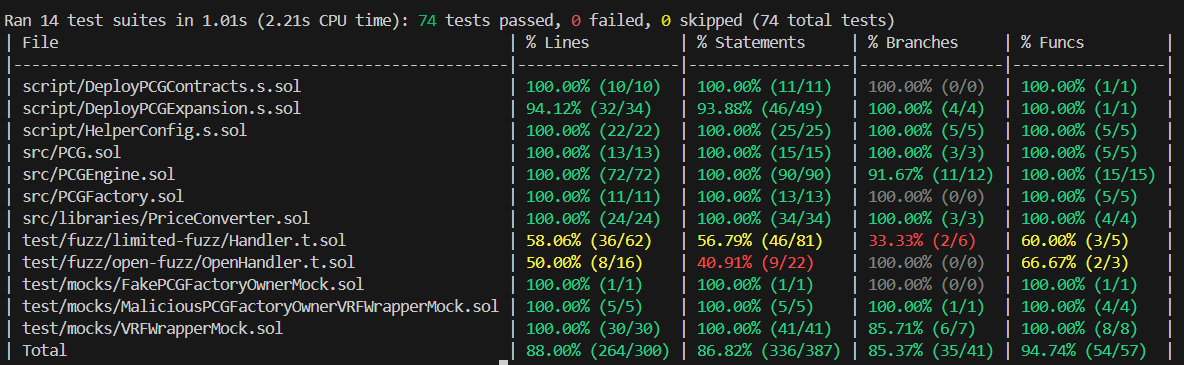 Ran 14 test suites in 1.01s (2.21s CPU time): 74 tests passed, 0 failed, 0 skipped (74 total tests)
| File | % Lines | % Statements | % Branches | % Funcs |
|--------------------------------------------------------|------------------|------------------|----------------|----------------|
| script/DeployPCGContracts.s.sol | 100.00% (10/10) | 100.00% (11/11) | 100.00% (0/0) | 100.00% (1/1) |
| script/DeployPCGExpansion.s.sol | 94.12% (32/34) | 93.88% (46/49) | 100.00% (4/4) | 100.00% (1/1) |
| script/HelperConfig.s.sol | 100.00% (22/22) | 100.00% (25/25) | 100.00% (5/5) | 100.00% (5/5) |
| src/PCG.sol | 100.00% (13/13) | 100.00% (15/15) | 100.00% (3/3) | 100.00% (5/5) |
| src/PCGEngine.sol | 100.00% (72/72) | 100.00% (90/90) | 91.67% (11/12) | 100.00% (15/15) |
| src/PCGFactory.sol | 100.00% (11/11) | 100.00% (13/13) | 100.00% (0/0) | 100.00% (5/5) |
| src/libraries/PriceConverter.sol | 100.00% (24/24) | 100.00% (34/34) | 100.00% (3/3) | 100.00% (4/4) |
| test/fuzz/limited-fuzz/Handler.t.sol | 58.06% (36/62) | 56.79% (46/81) | 33.33% (2/6) | 60.00% (3/5) |
| test/fuzz/open-fuzz/OpenHandler.t.sol | 50.00% (8/16) | 40.91% (9/22) | 100.00% (0/0) | 66.67% (2/3) |
| test/mocks/FakePCGFactoryOwnerMock.sol | 100.00% (1/1) | 100.00% (1/1) | 100.00% (0/0) | 100.00% (1/1) |
| test/mocks/MaliciousPCGFactoryOwnerVRFWrapperMock.sol | 100.00% (5/5) | 100.00% (5/5) | 100.00% (1/1) | 100.00% (4/4) |
| test/mocks/VRFWrapperMock.sol | 100.00% (30/30) | 100.00% (41/41) | 85.71% (6/7) | 100.00% (8/8) |
| Total | 88.00% (264/300) | 86.82% (336/387) | 85.37% (35/41) | 94.74% (54/57) |